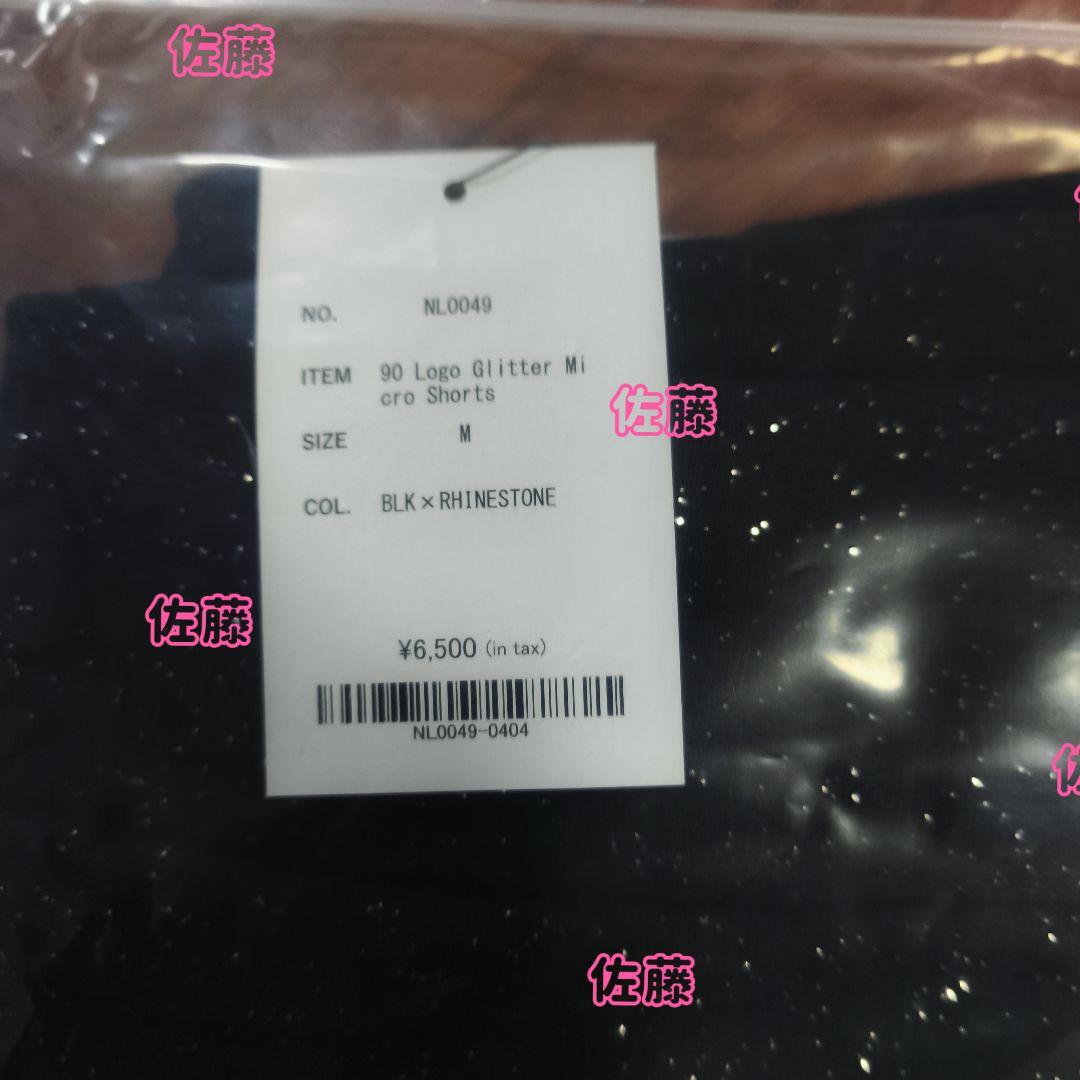 佐藤
NO. NL0049
ITEM 90 Logo Glitter Mi
cro Shorts
佐藤
SIZE M
COL. BLK×RHINESTONE
佐藤
¥6,500 (in tax)
NL0049-0404
佐
佐藤